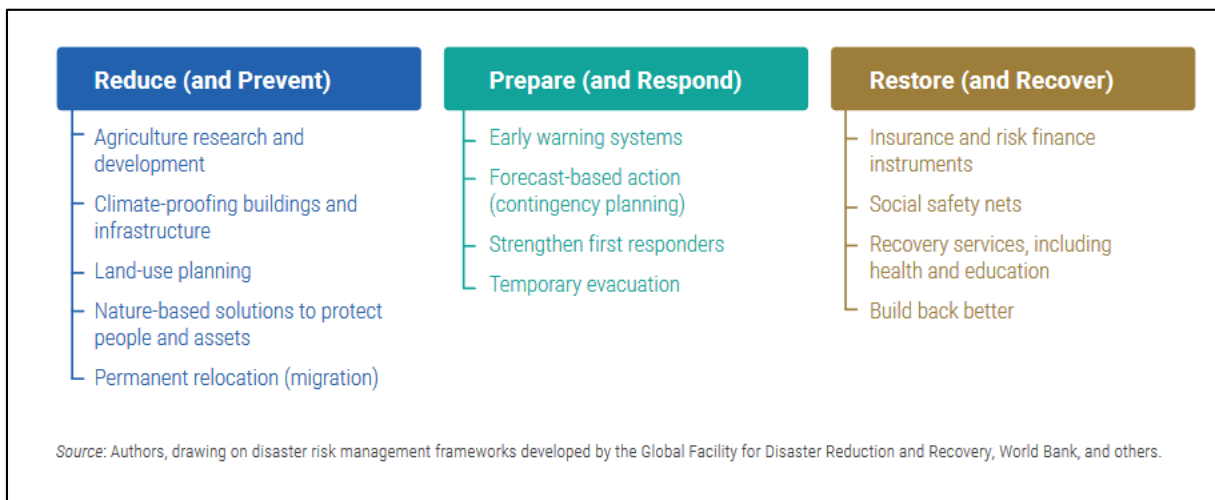 Reduce (and Prevent)
Agriculture research and
development
Climate-proofing buildings and
infrastructure
Land-use planning
Nature-based solutions to protect
people and assets
Permanent relocation (migration)
Prepare (and Respond)
Early warning systems
Forecast-based action
(contingency planning)
Strengthen first responders
Temporary evacuation
Restore (and Recover)
Insurance and risk finance
instruments
Social safety nets
Recovery services, including
health and education
Build back better
Source: Authors, drawing on disaster risk management frameworks developed by the Global Facility for Disaster Reduction and Recovery, World Bank, and others.